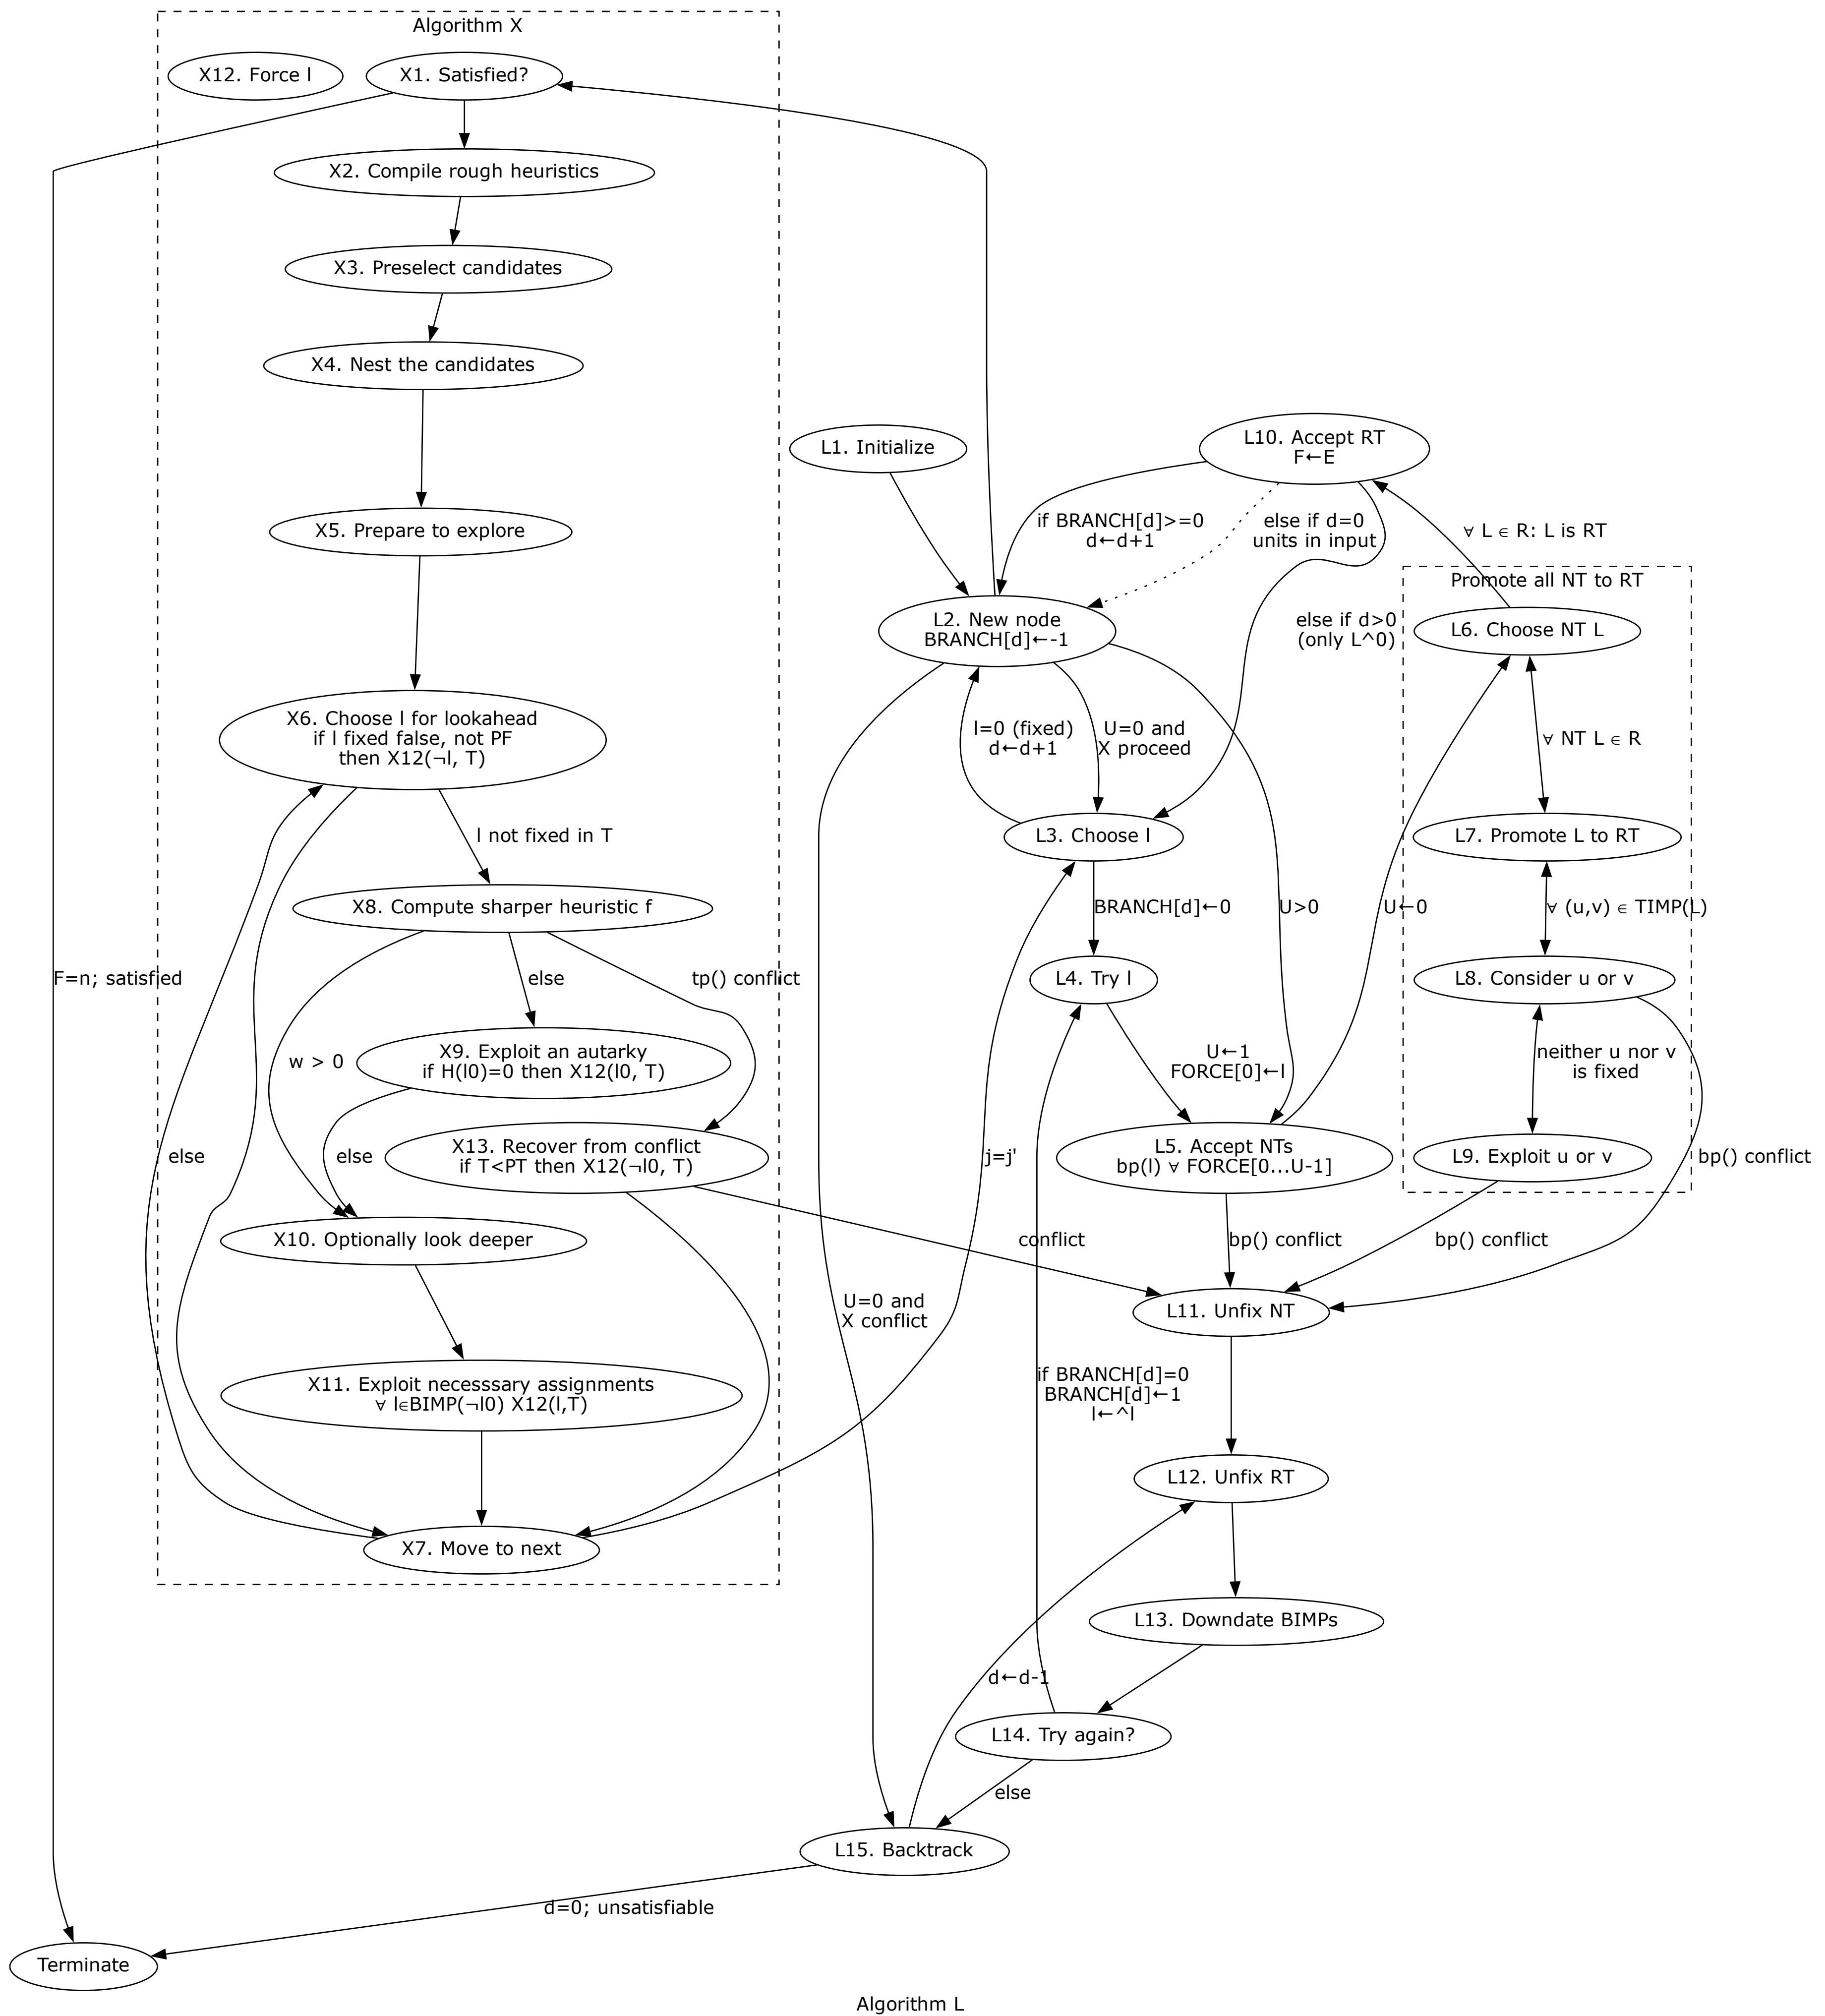 Algorithm X
X12. Force l
X1. Satisfied?
X2. Compile rough heuristics
X3. Preselect candidates
X4. Nest the candidates
X5. Prepare to explore
X6. Choose l for lookahead
if l fixed false, not PF
then X12(¬l, T)
l not fixed in T
X8. Compute sharper heuristic f
F=n; satisfied
else
tp() conflict
w > 0
X9. Exploit an autarky
if H(l0)=0 then X12(l0, T)
else
else
X13. Recover from conflict
if T<PT then X12(¬l0, T)
X10. Optionally look deeper
conflict
X11. Exploit necesssary assignments
∀ l∈BIMP(¬l0) X12(l,T)
X7. Move to next
j=j'
L1. Initialize
L10. Accept RT
F←E
if BRANCH[d]>=0
d←d+1
else if d=0
units in input
∀ L ∈ R: L is RT
Promote all NT to RT
L2. New node
BRANCH[d]←-1
else if d>0
(only L^0)
L6. Choose NT L
l=0 (fixed)
d←d+1
U=0 and
X proceed
∀ NT L ∈ R
L3. Choose l
L7. Promote L to RT
BRANCH[d]←0
U>0
U←0
∀ (u,v) ∈ TIMP(L)
L4. Try l
L8. Consider u or v
U←1
FORCE[0]←l
neither u nor v
is fixed
L5. Accept NTs
bp(l) ∀ FORCE[0...U-1]
L9. Exploit u or v
bp() conflict
bp() conflict
bp() conflict
U=0 and
X conflict
L11. Unfix NT
if BRANCH[d]=0
BRANCH[d]←1
l←^l
L12. Unfix RT
L13. Downdate BIMPs
d←d-1
L14. Try again?
else
L15. Backtrack
d=0; unsatisfiable
Terminate
Algorithm L